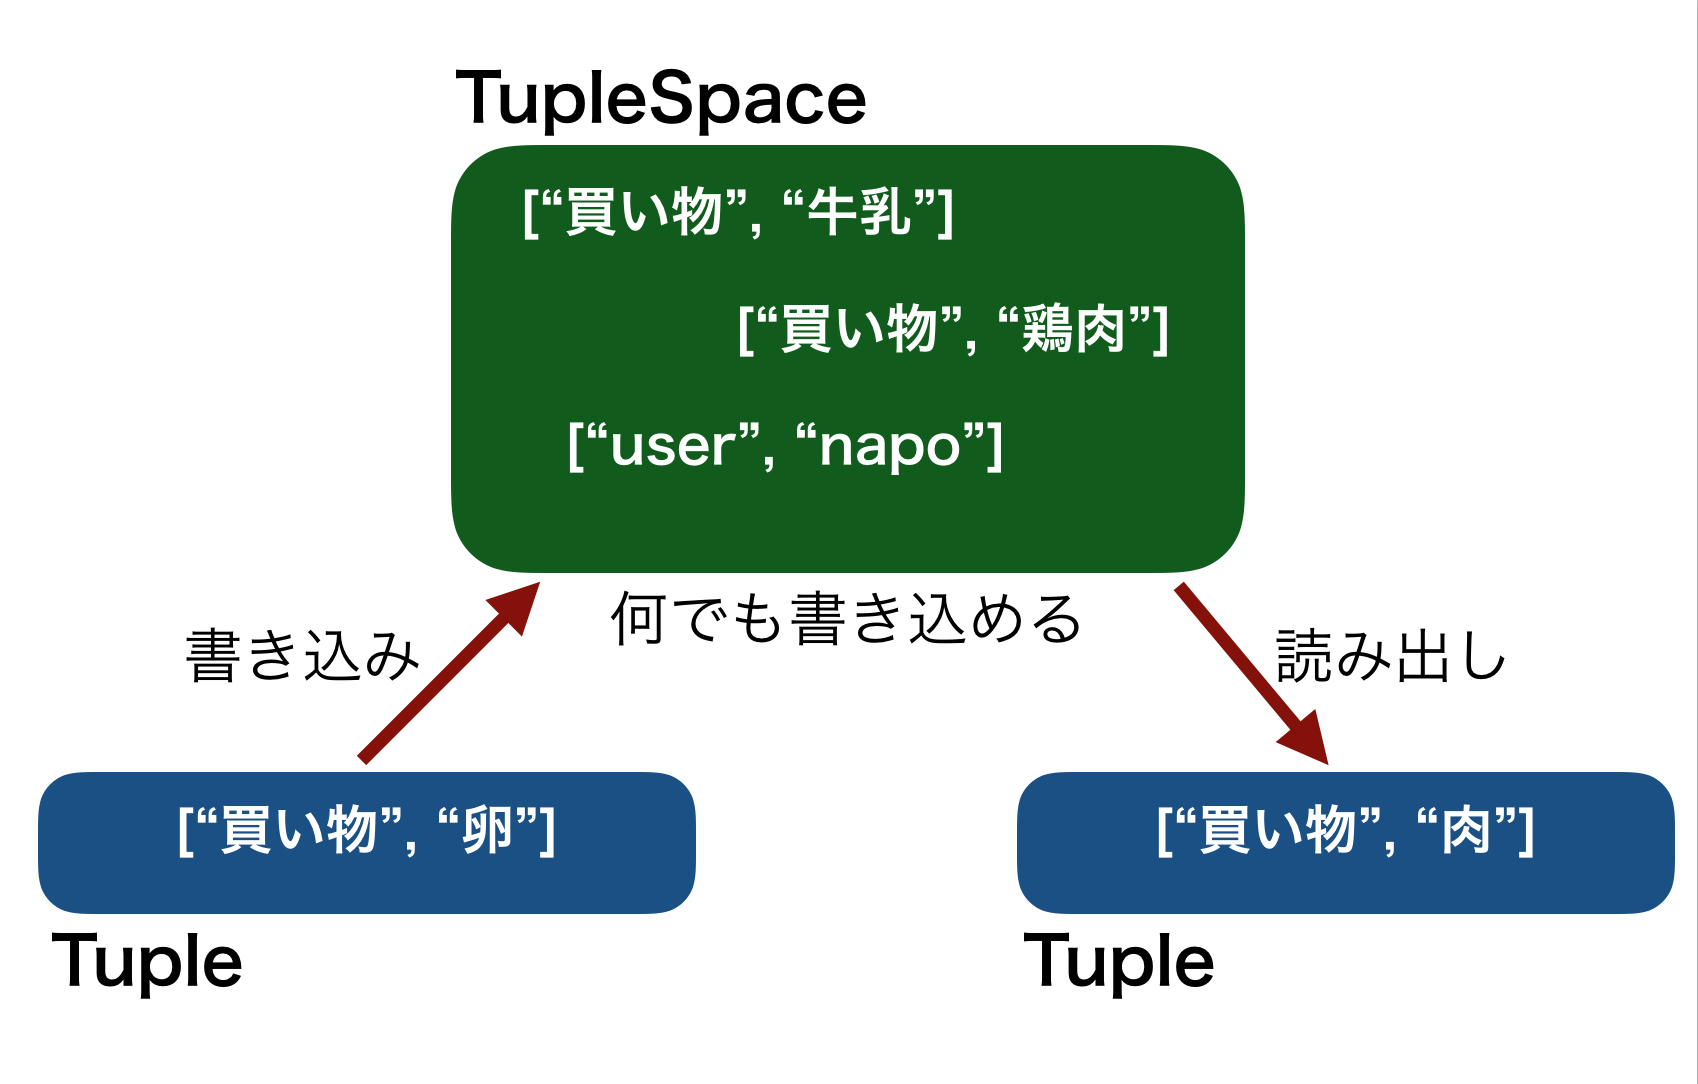 TupleSpace
[“買い物”, “牛乳”]
[“買い物”, “鶏肉”]
[“user”, “napo”]
何でも書き込める
書き込み
読み出し
[“買い物”, “卵”]
[“買い物”, “肉”]
Tuple
Tuple